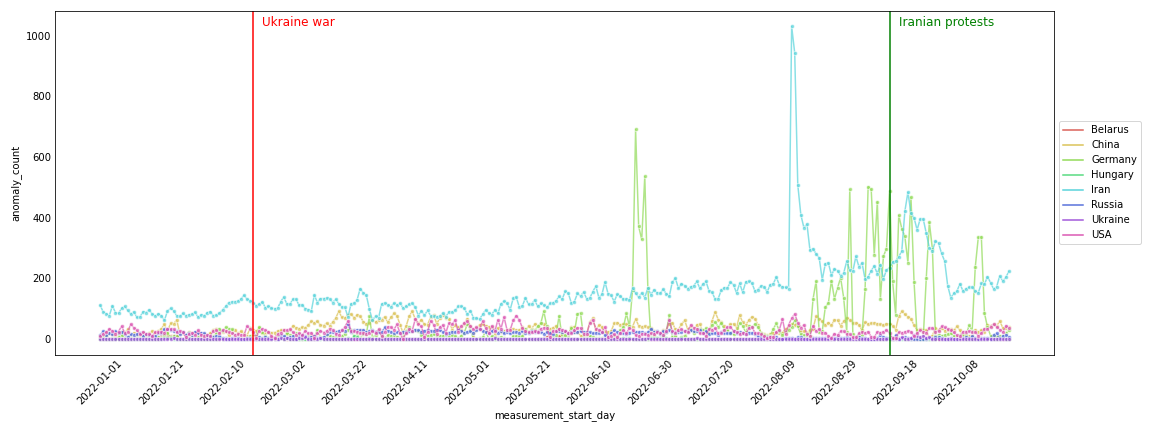 Ukraine war
Iranian protests
1000
800
600
400
200
0
anomaly_count
2022-01-01
2022-01-21
2022-02-10
2022-03-02
2022-03-22
2022-04-11
2022-05-01
2022-05-21
2022-06-10
2022-06-30
2022-07-20
2022-08-09
2022-08-29
2022-09-18
2022-10-08
measurement_start_day
Belarus
China
Germany
Hungary
Iran
Russia
Ukraine
USA